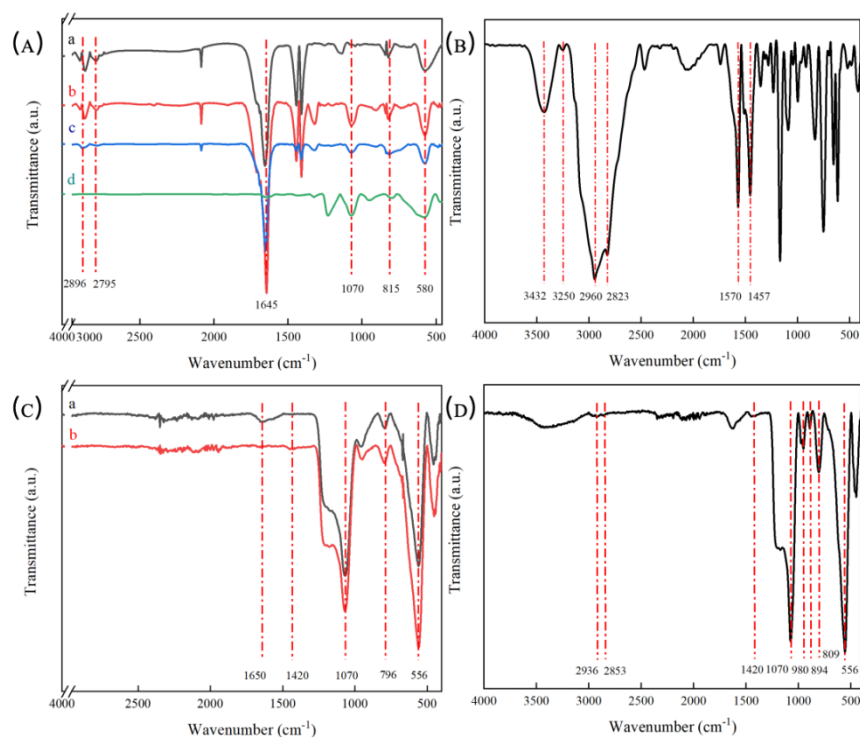 (A)
a
b
c
d
2896 2795
1645
1070 815 580
4000 3000 2500 2000 1500 1000 500
Wavenumber (cm-1)
Transmittance (a.u.)
(B)
3432 3250 2960 2823
1570 1457
4000 3500 3000 2500 2000 1500 1000 500
Wavenumber (cm-1)
Transmittance (a.u.)
(C)
a
b
1650 1420 1070 796 556
4000 2000 1500 1000 500
Wavenumber (cm-1)
Transmittance (a.u.)
(D)
809
2936 2853 1420 1070 980 894 556
4000 3500 3000 2500 2000 1500 1000 500
Wavenumber (cm-1)
Transmittance (a.u.)